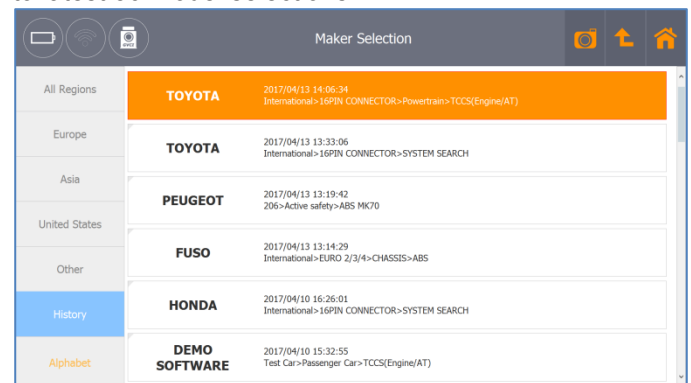 Maker Selection
All Regions
Europe
Asia
United States
Other
History
Alphabet
TOYOTA
2017/04/13 14:06:34
International>16PIN CONNECTOR>Powertrain>TCCS(Engine/AT)
TOYOTA
2017/04/13 13:33:06
International>16PIN CONNECTOR>SYSTEM SEARCH
PEUGEOT
2017/04/13 13:19:42
206>Active safety>ABS MK70
FUSO
2017/04/13 13:14:29
International>EURO 2/3/4>CHASSIS>ABS
HONDA
2017/04/10 16:26:01
International>16PIN CONNECTOR>SYSTEM SEARCH
DEMO
SOFTWARE
2017/04/10 15:32:55
Test Car>Passenger Car>TCCS(Engine/AT)